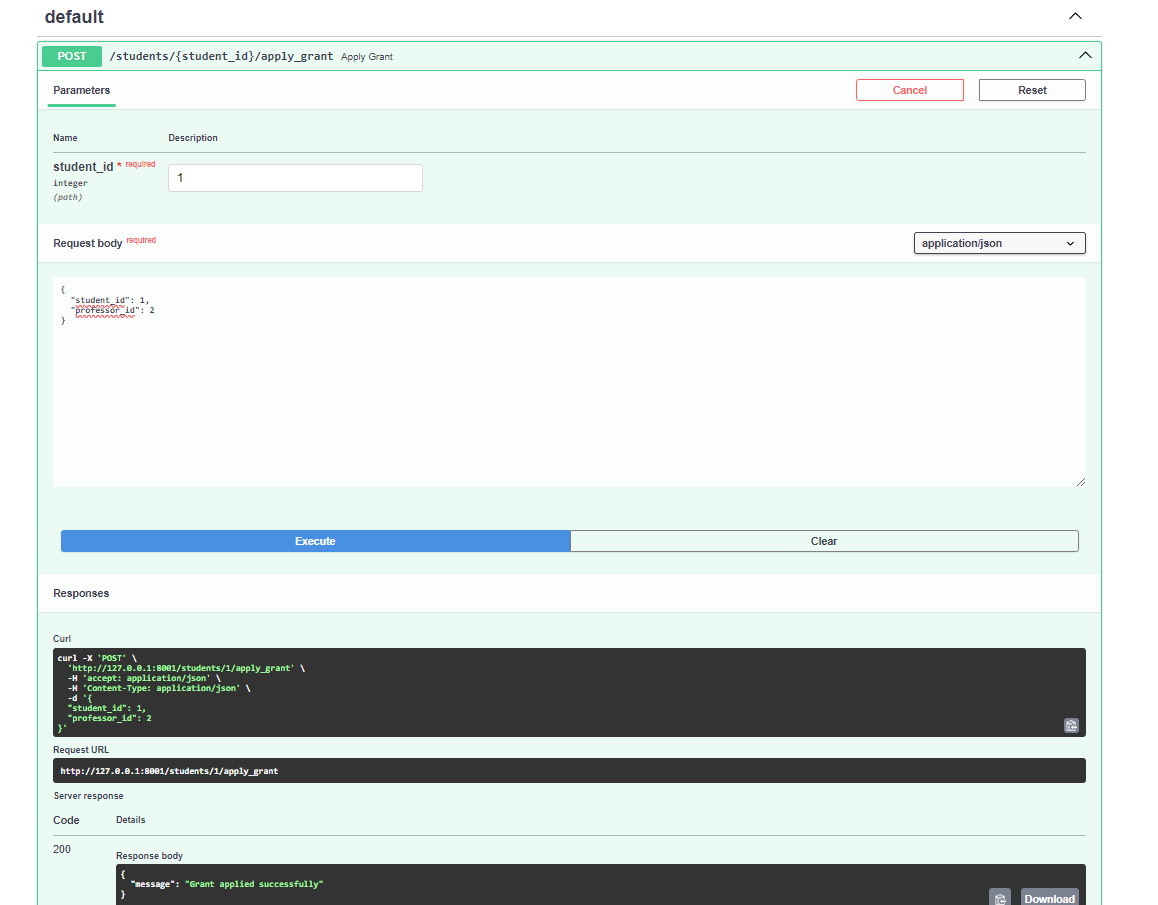 default
POST /students/{student_id}/apply_grant Apply Grant
Parameters
Cancel
Reset
Name Description
student_id * required
integer
(path)
1
Request body required
application/json
{
  "student_id": 1,
  "professor_id": 2
}
Execute
Clear
Responses
Curl
curl -X 'POST' \
  'http://127.0.0.1:8001/students/1/apply_grant' \
  -H 'accept: application/json' \
  -H 'Content-Type: application/json' \
  -d '{
  "student_id": 1,
  "professor_id": 2
}'
Request URL
http://127.0.0.1:8001/students/1/apply_grant
Server response
Code Details
200
Response body
{
  "message": "Grant applied successfully"
}
Download